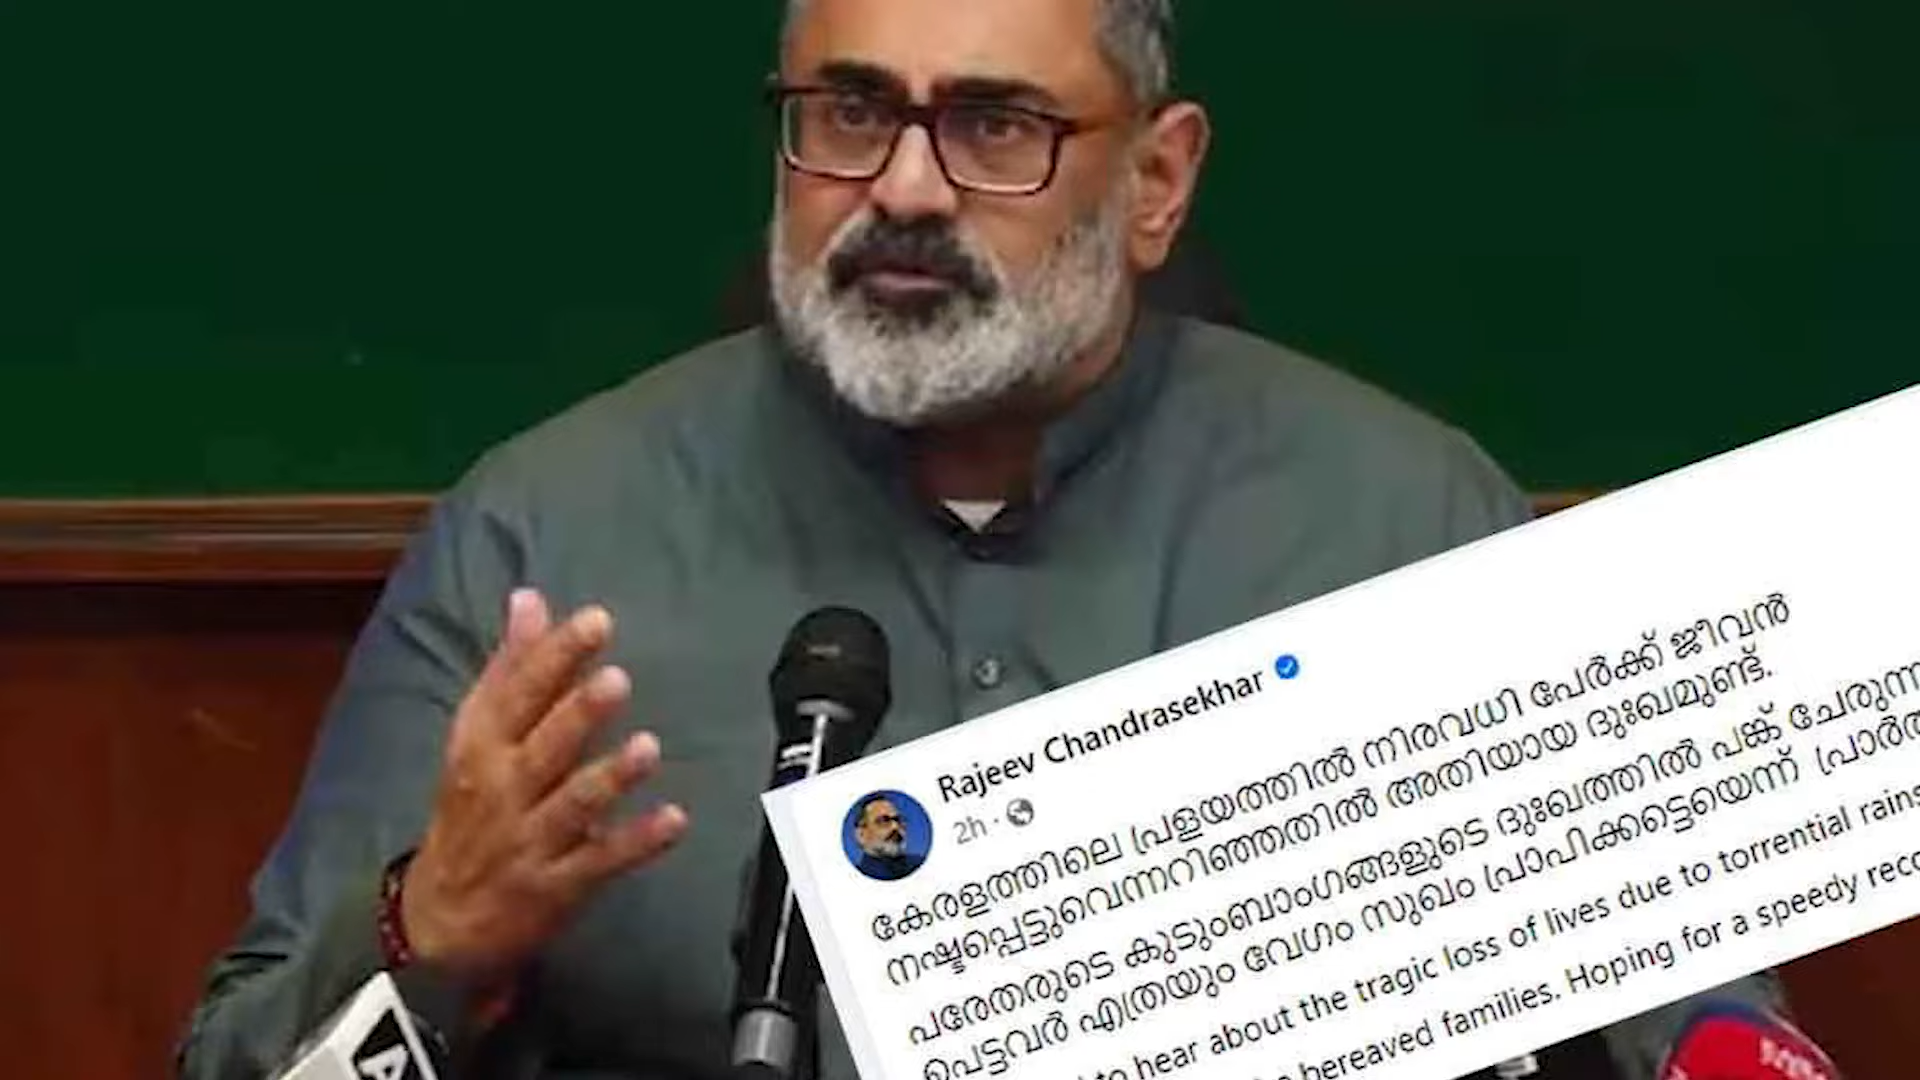 Rajeev Chandrasekhar
2h ·
കേരളത്തിലെ പ്രളയത്തിൽ നിരവധി പേർക്ക് ജീവൻ
നഷ്ടപ്പെട്ടുവെന്നറിഞ്ഞതിൽ അതിയായ ദുഃഖമുണ്ട്.
പരേതരുടെ കുടുംബാംഗങ്ങളുടെ ദുഃഖത്തിൽ പങ്ക് ചേരുന്ന
പെട്ടവർ എത്രയും വേഗം സുഖം പ്രാപിക്കട്ടെയെന്ന്
to hear about the tragic loss of lives due to torrential rains
bereaved families. Hoping for a speedy